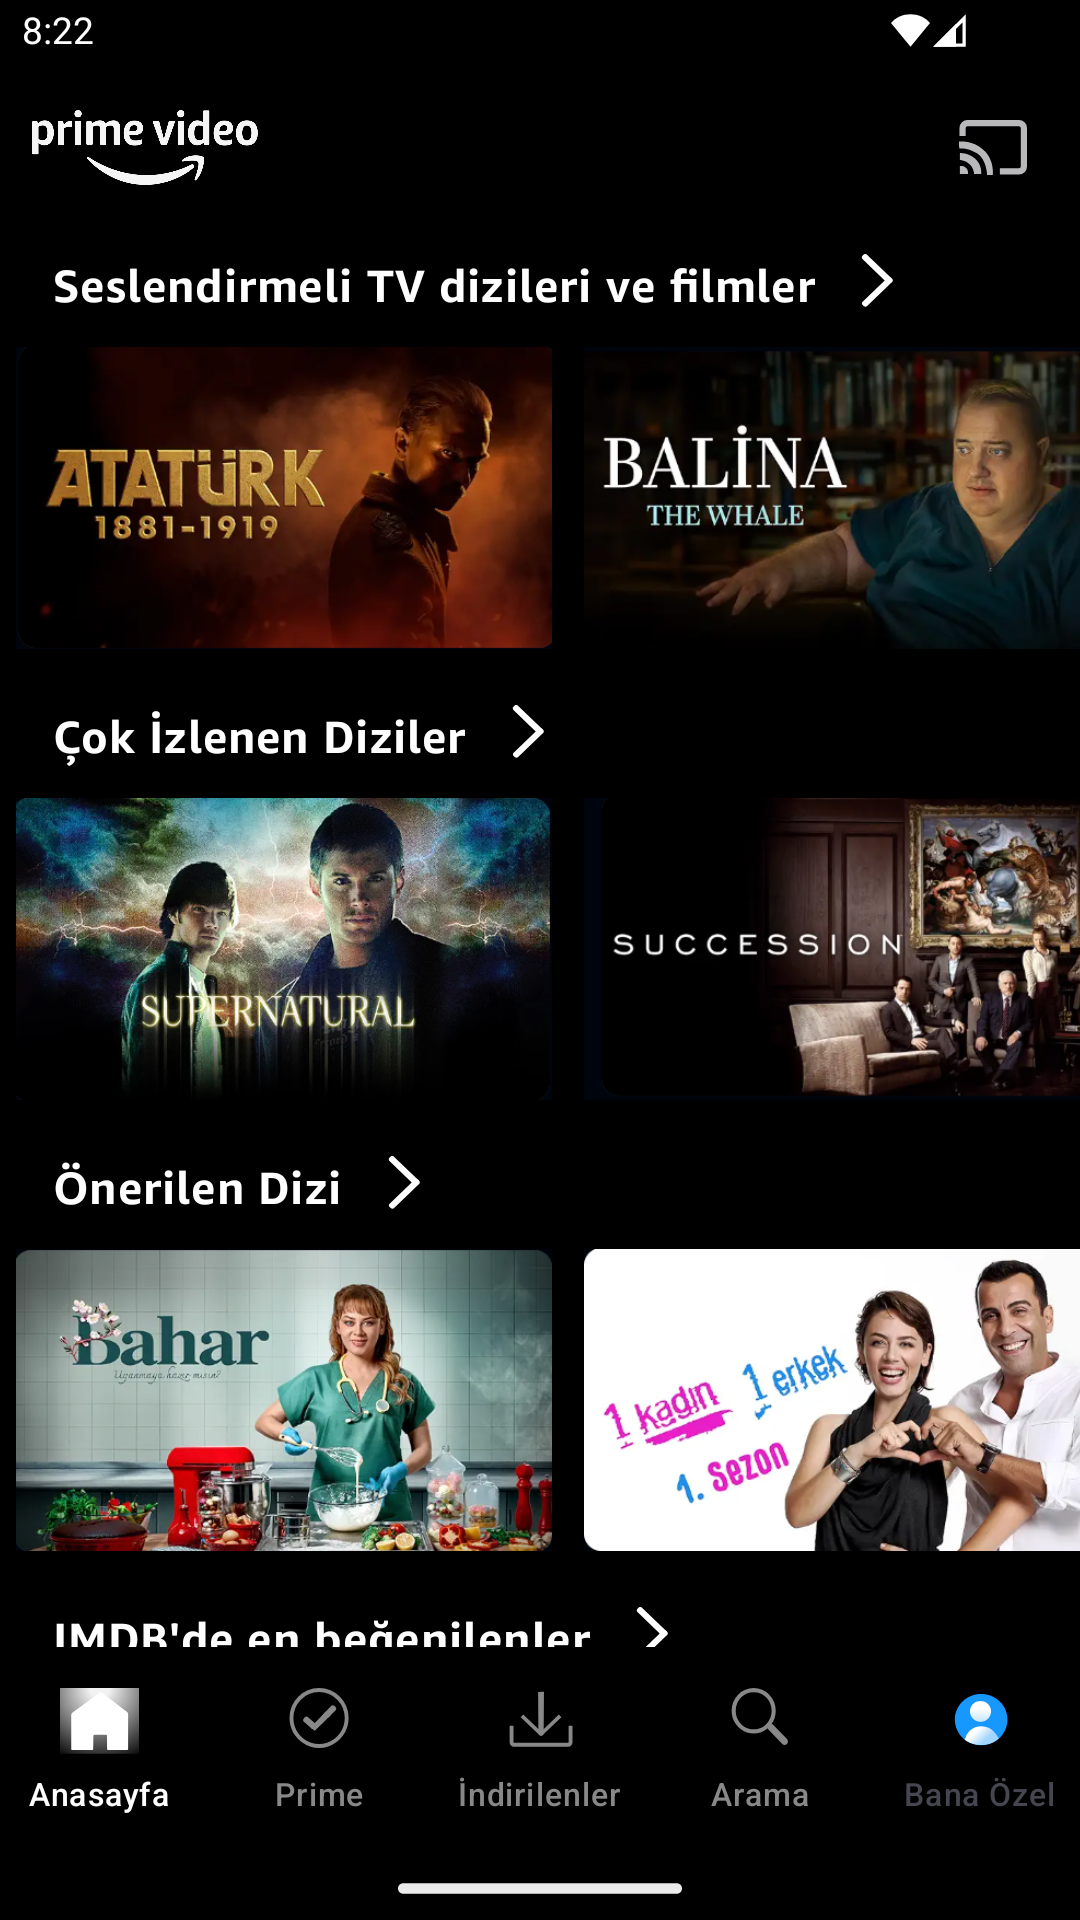 8:22
prime video
Seslendirmeli TV dizileri ve filmler
ATATÜRK
1881-1919
BALİNA
THE WHALE
Çok İzlenen Diziler
SUPERNATURAL
SUCCESSION
Önerilen Dizi
Bahar
Uyanmaya hazır mısın?
1 kadın 1 erkek
1. Sezon
IMDB'de en beğenilenler
Anasayfa
Prime
İndirilenler
Arama
Bana Özel